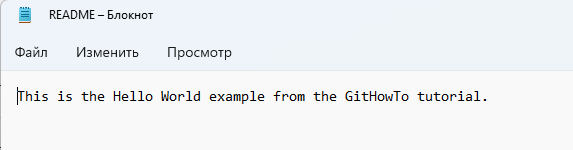 README – Блокнот
Файл Изменить Просмотр
This is the Hello World example from the GitHowTo tutorial.